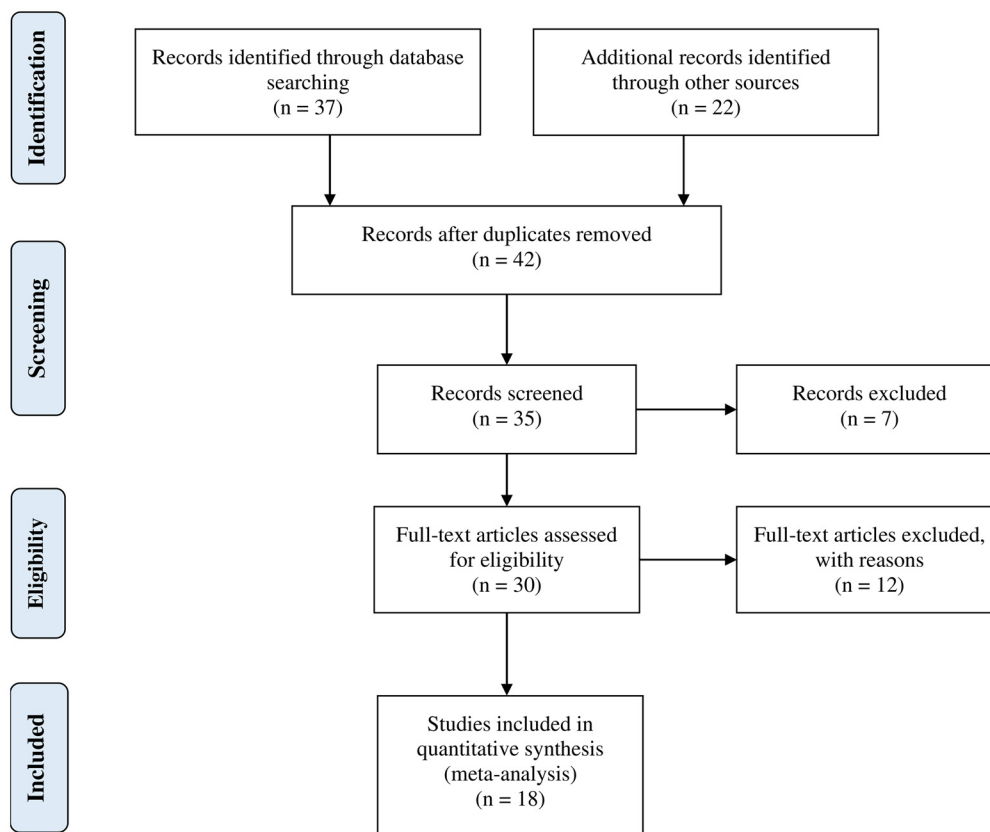 Identification
Records identified through database
searching
(n = 37)
Additional records identified
through other sources
(n = 22)
Screening
Records after duplicates removed
(n = 42)
Records screened
(n = 35)
Records excluded
(n = 7)
Eligibility
Full-text articles assessed
for eligibility
(n = 30)
Full-text articles excluded,
with reasons
(n = 12)
Included
Studies included in
quantitative synthesis
(meta-analysis)
(n = 18)